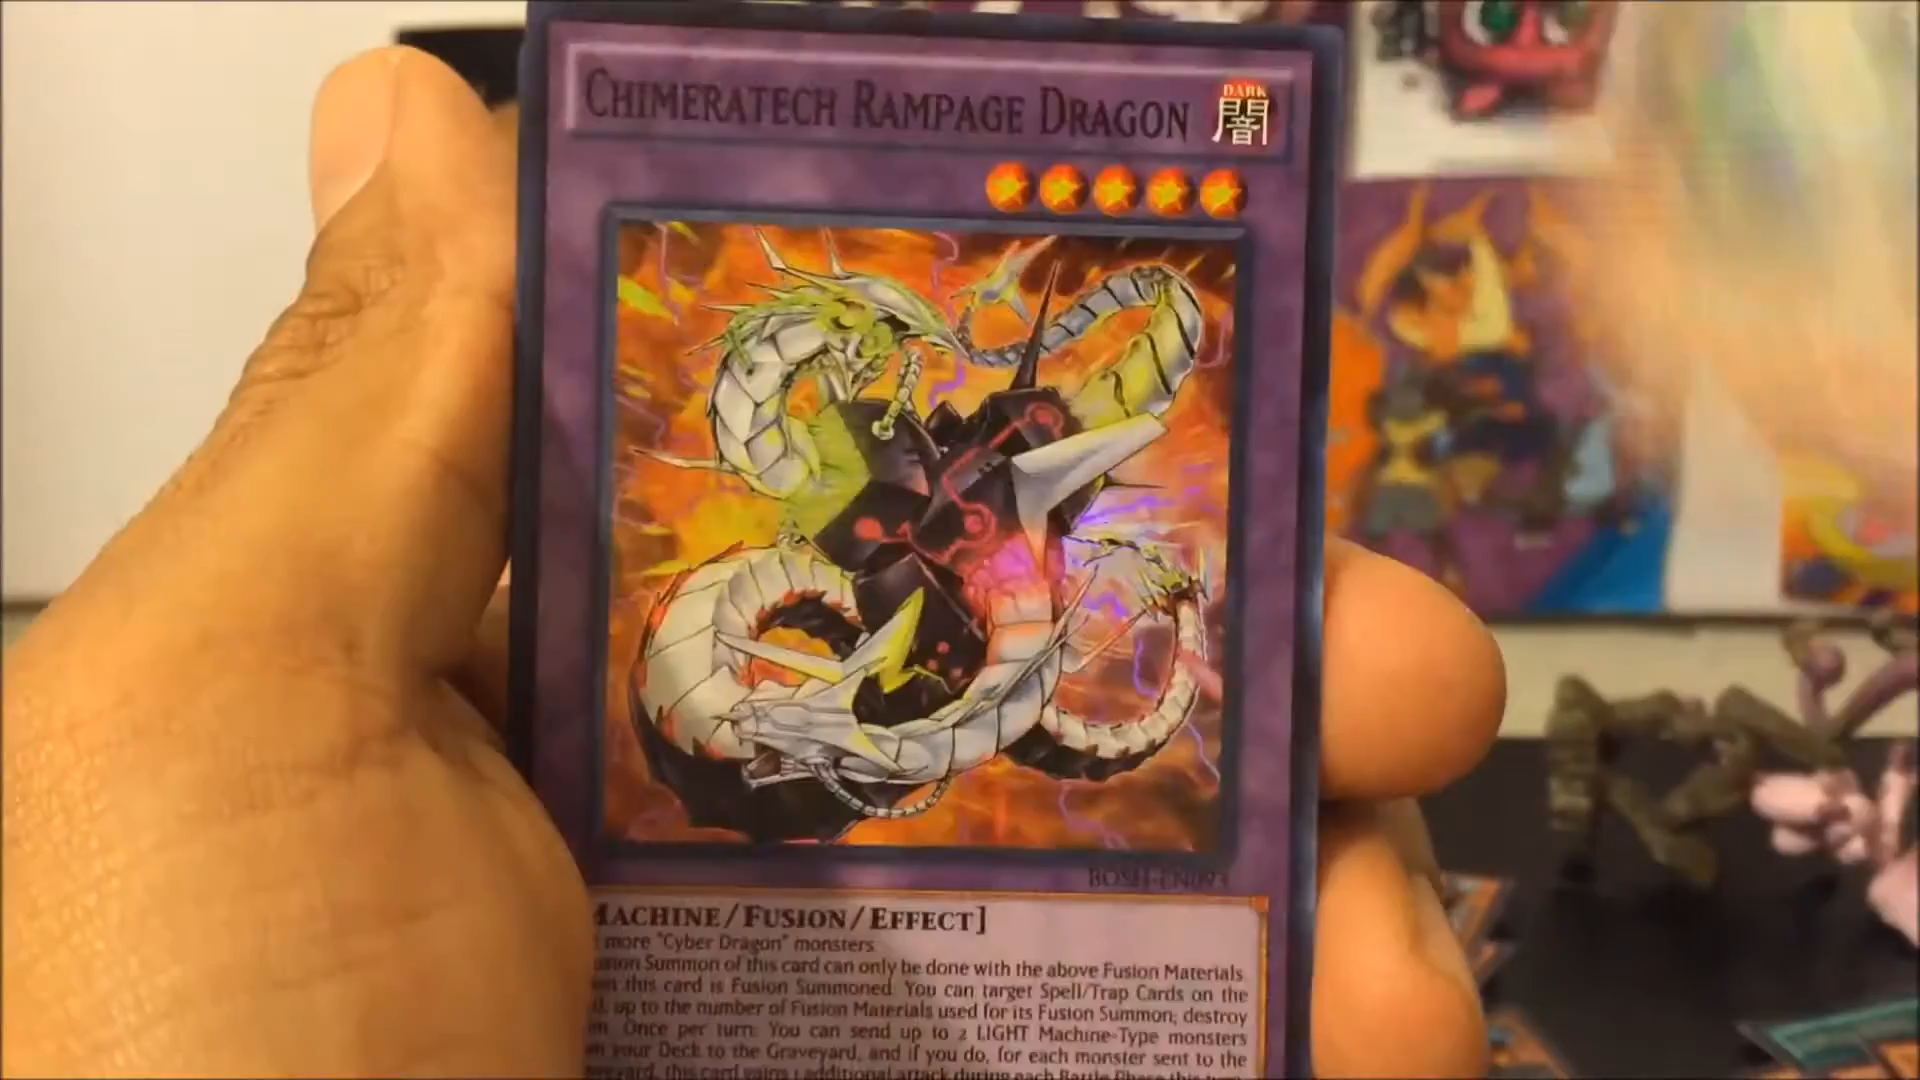 CHIMERATECH RAMPAGE DRAGON
DARK
闇
BOSH-EN093
MACHINE/FUSION/EFFECT]
more "Cyber Dragon" monsters
Fusion Summon of this card can only be done with the above Fusion Materials.
this card is Fusion Summoned: You can target Spell/Trap Cards on the
up to the number of Fusion Materials used for its Fusion Summon; destroy
Once per turn: You can send up to 2 LIGHT Machine-Type monsters
your Deck to the Graveyard, and if you do, for each monster sent to the
this card gains 1 additional attack during each Battle Phase this turn.